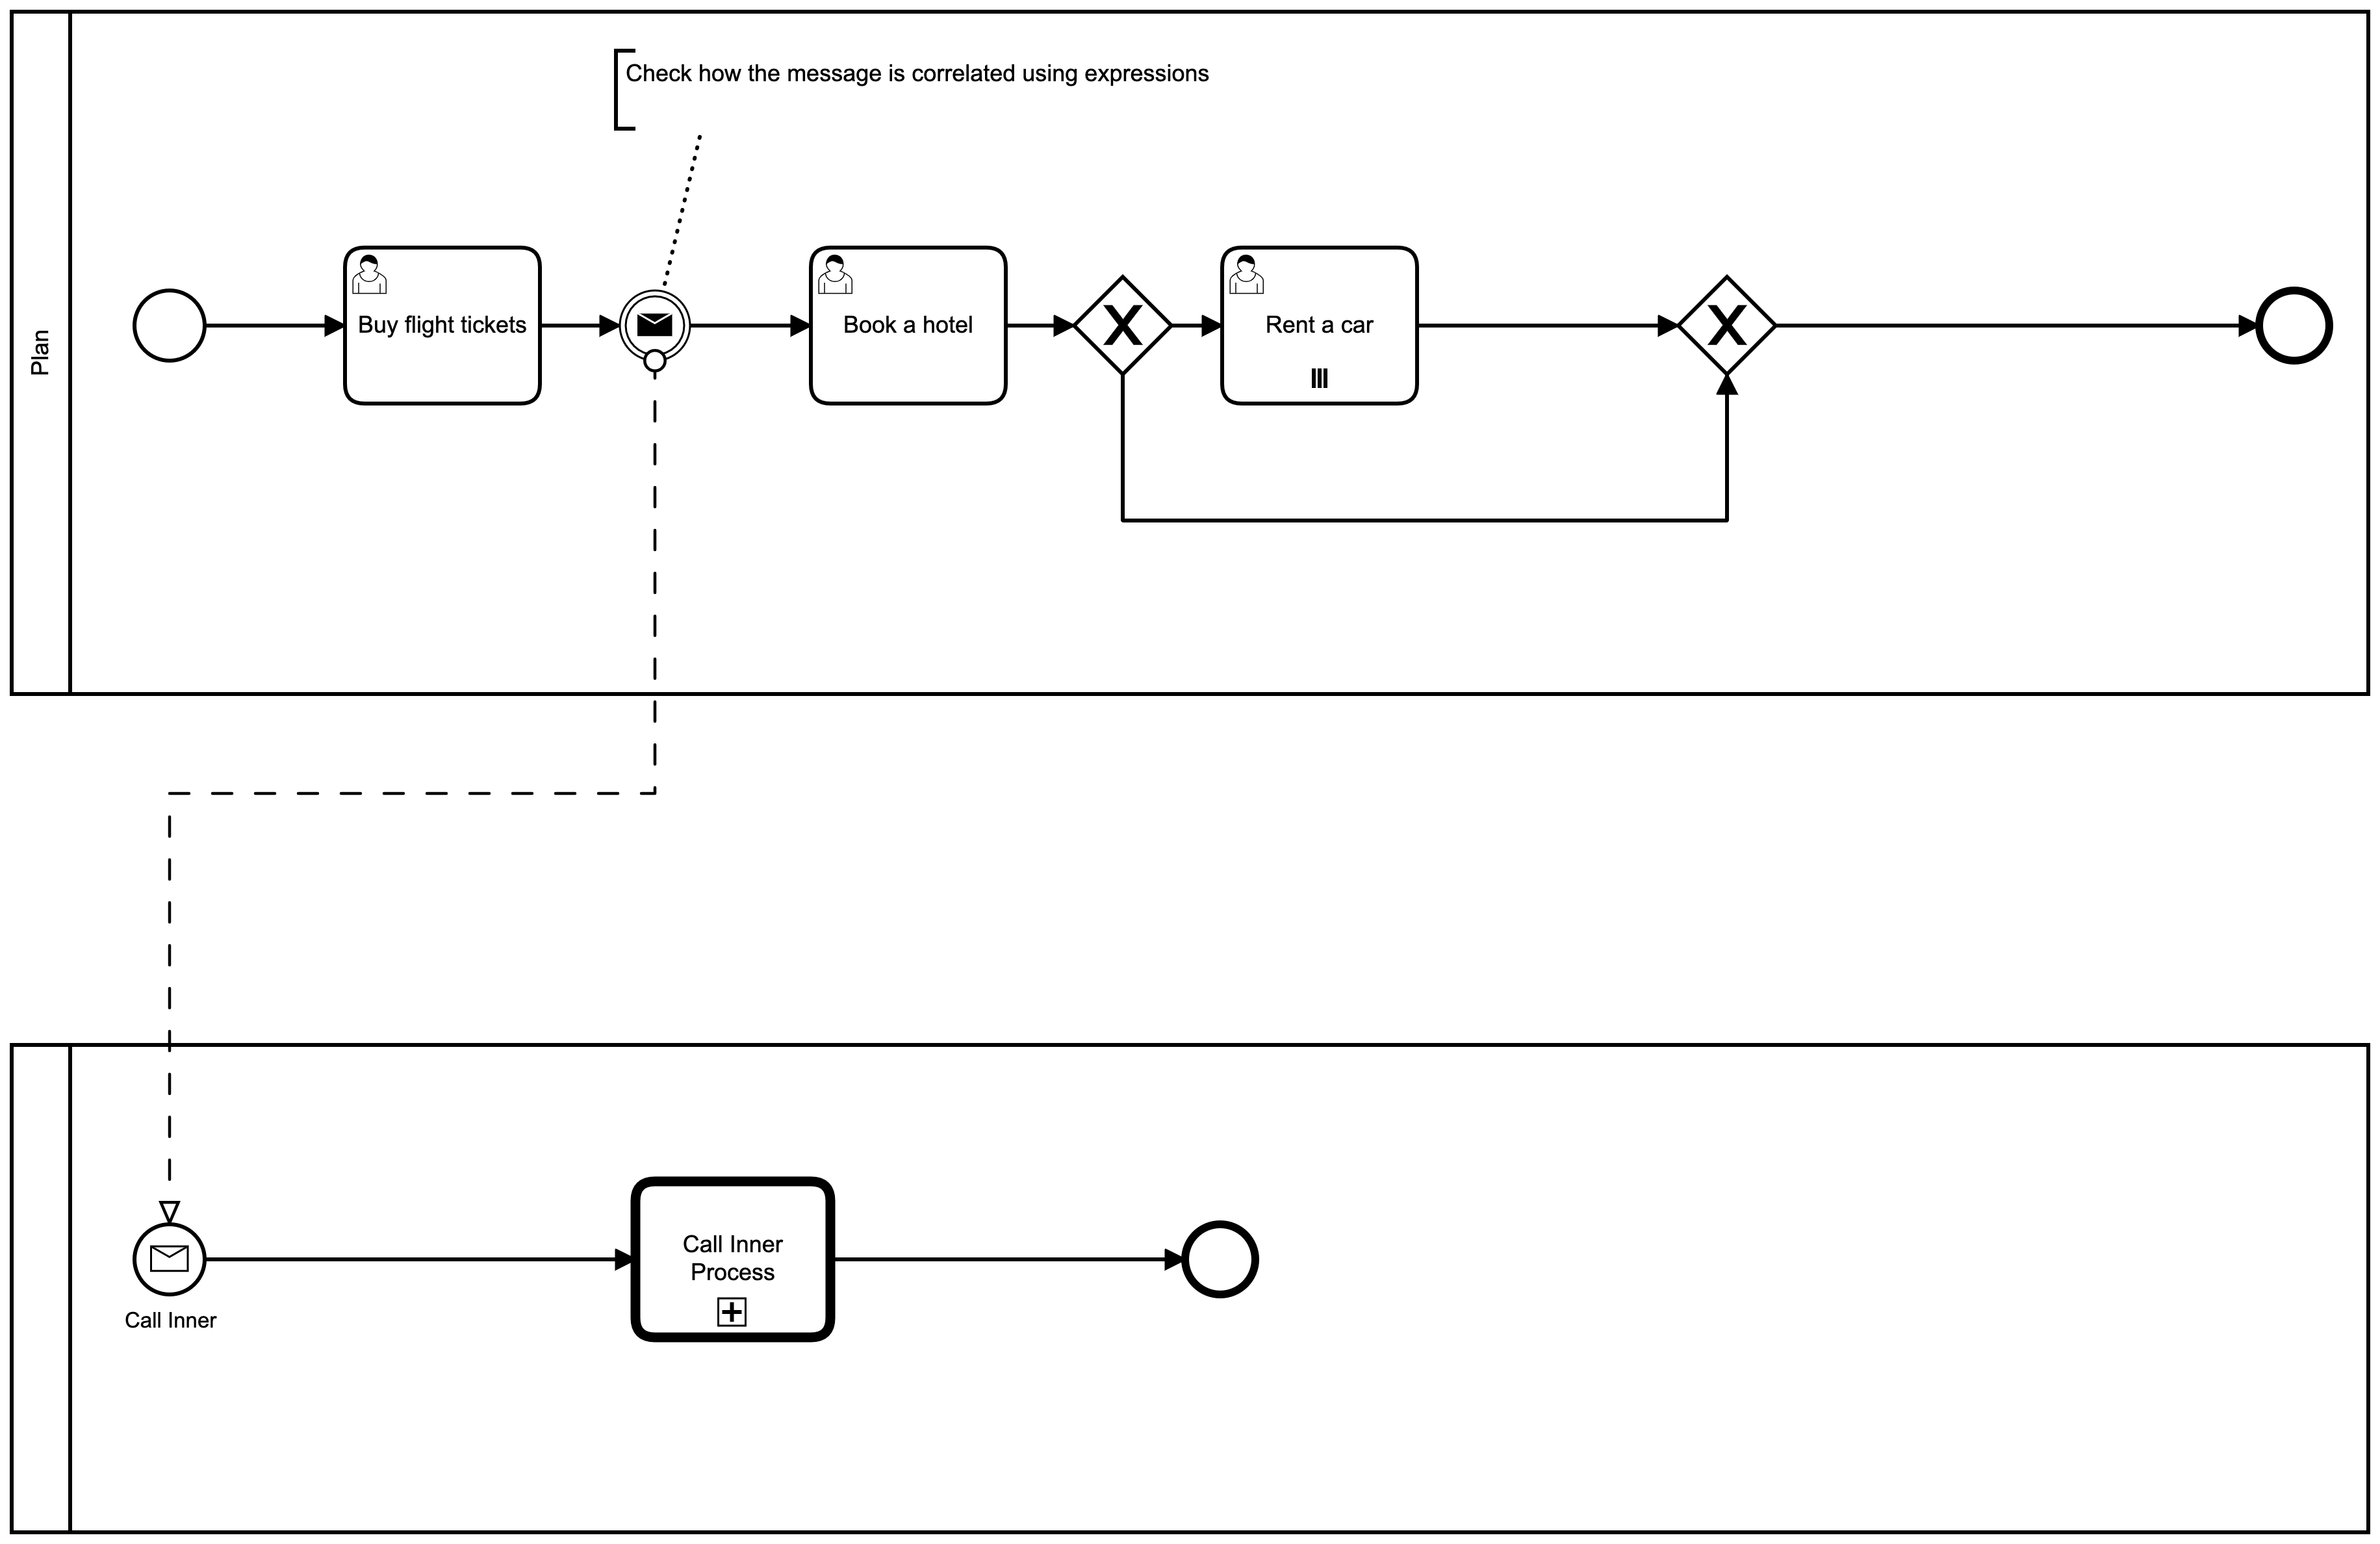 Check how the message is correlated using expressions
Plan
Buy flight tickets
Book a hotel
Rent a car
Call Inner
Process
Call Inner